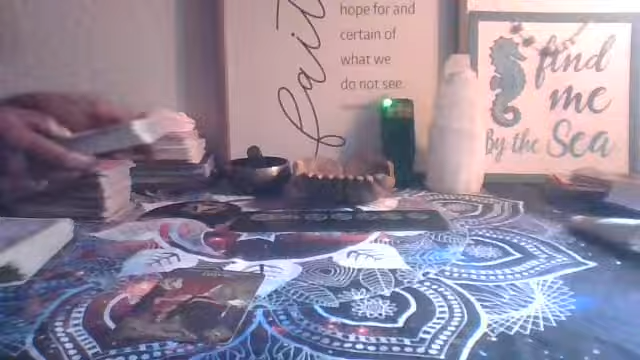 faith
hope for and
certain of
what we
do not see.
find
me
By the Sea